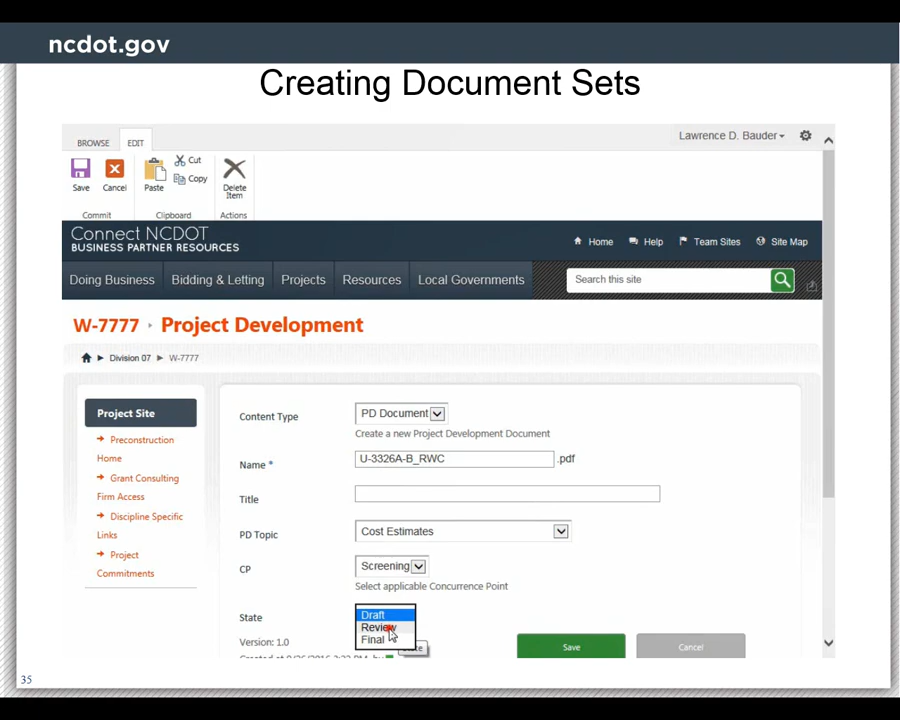 ncdot.gov
Creating Document Sets
BROWSE EDIT
Lawrence D. Bauder
Save Cancel Paste Cut Copy Delete Item
Commit Clipboard Actions
Connect NCDOT
BUSINESS PARTNER RESOURCES
Home Help Team Sites Site Map
Doing Business Bidding & Letting Projects Resources Local Governments
Search this site
W-7777 Project Development
Division 07 W-7777
Project Site
Preconstruction
Home
Grant Consulting
Firm Access
Discipline Specific
Links
Project
Commitments
Content Type PD Document
Create a new Project Development Document
Name * U-3326A-B_RWC .pdf
Title
PD Topic Cost Estimates
CP Screening
Select applicable Concurrence Point
State Draft
Review
Final
Version: 1.0
Save Cancel
35